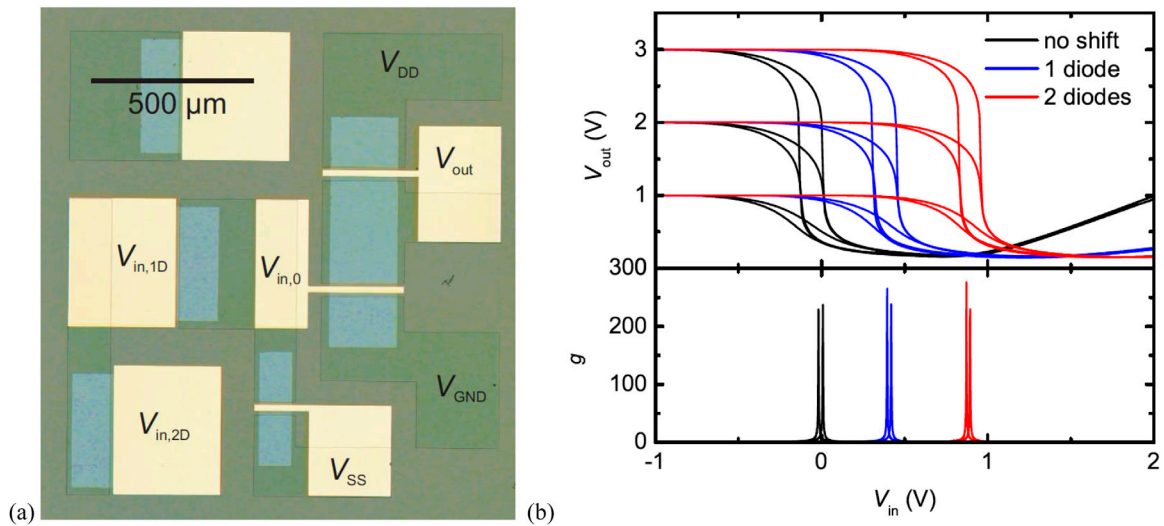 500 µm
VDD
Vout
Vin,1D
Vin,0
VGND
Vin,2D
VSS
(a)
no shift
1 diode
2 diodes
3
2
1
Vout (V)
300
200
100
0
g
-1 0 1 2
Vin (V)
(b)